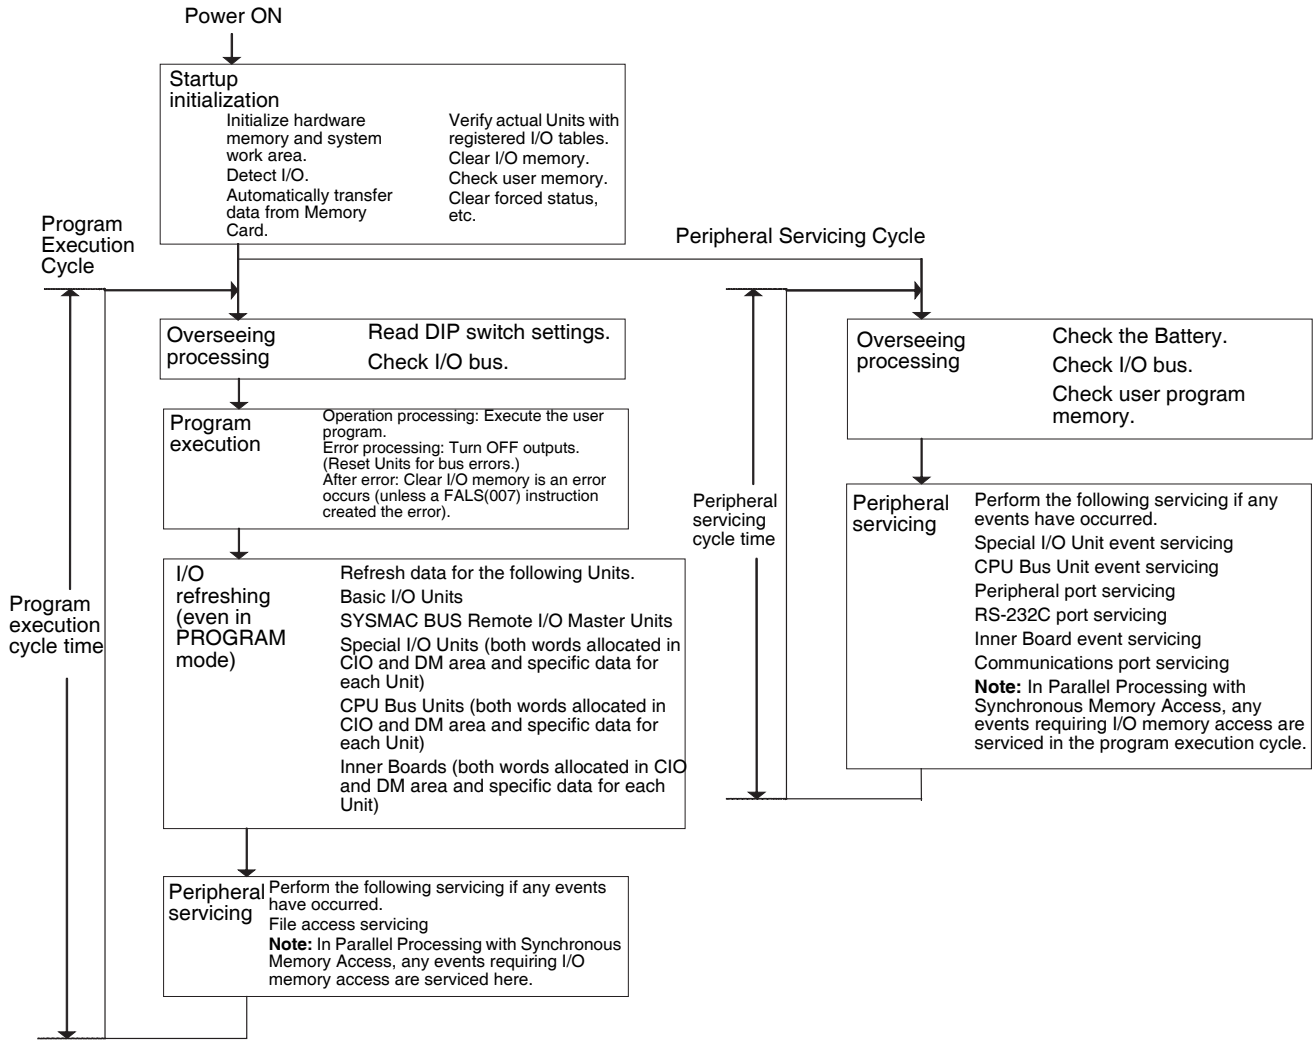 Power ON
Startup
initialization
Initialize hardware
memory and system
work area.
Detect I/O.
Automatically transfer
data from Memory
Card.
Verify actual Units with
registered I/O tables.
Clear I/O memory.
Check user memory.
Clear forced status,
etc.
Program
Execution
Cycle
Peripheral Servicing Cycle
Overseeing
processing
Read DIP switch settings.
Check I/O bus.
Program
execution
Operation processing: Execute the user
program.
Error processing: Turn OFF outputs.
(Reset Units for bus errors.)
After error: Clear I/O memory is an error
occurs (unless a FALS(007) instruction
created the error).
Program
execution
cycle time
I/O
refreshing
(even in
PROGRAM
mode)
Refresh data for the following Units.
Basic I/O Units
SYSMAC BUS Remote I/O Master Units
Special I/O Units (both words allocated in
CIO and DM area and specific data for
each Unit)
CPU Bus Units (both words allocated in
CIO and DM area and specific data for
each Unit)
Inner Boards (both words allocated in CIO
and DM area and specific data for each
Unit)
Peripheral
servicing
Perform the following servicing if any events
have occurred.
File access servicing
Note: In Parallel Processing with Synchronous
Memory Access, any events requiring I/O
memory access are serviced here.
Overseeing
processing
Check the Battery.
Check I/O bus.
Check user program
memory.
Peripheral
servicing
cycle time
Peripheral
servicing
Perform the following servicing if any
events have occurred.
Special I/O Unit event servicing
CPU Bus Unit event servicing
Peripheral port servicing
RS-232C port servicing
Inner Board event servicing
Communications port servicing
Note: In Parallel Processing with
Synchronous Memory Access, any
events requiring I/O memory access are
serviced in the program execution cycle.